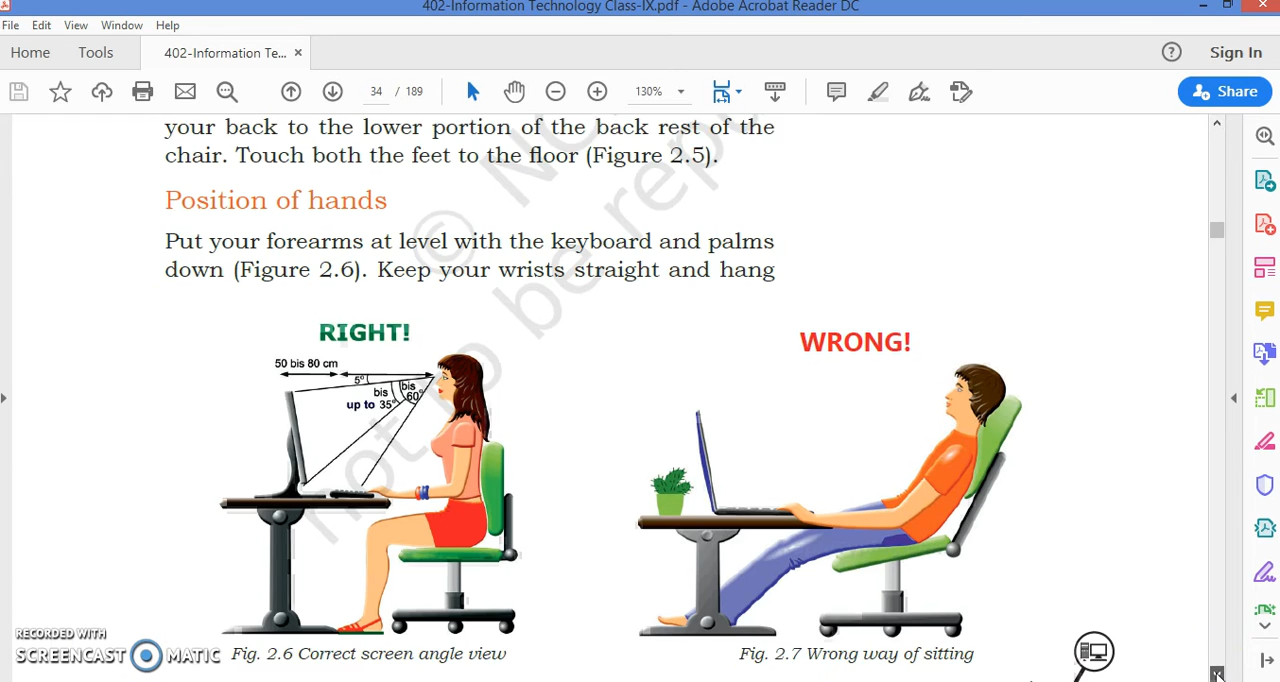 402-Information Technology Class-IX.pdf - Adobe Acrobat Reader DC
File Edit View Window Help
Home Tools 402-Information Te... × Sign In
34 / 189 130% Share
your back to the lower portion of the back rest of the
chair. Touch both the feet to the floor (Figure 2.5).
Position of hands
Put your forearms at level with the keyboard and palms
down (Figure 2.6). Keep your wrists straight and hang
© NC
not to be repu
RIGHT!
50 bis 80 cm
5°
bis
up to 35°
bis
60°
WRONG!
Fig. 2.6 Correct screen angle view
Fig. 2.7 Wrong way of sitting
RECORDED WITH
SCREENCAST MATIC